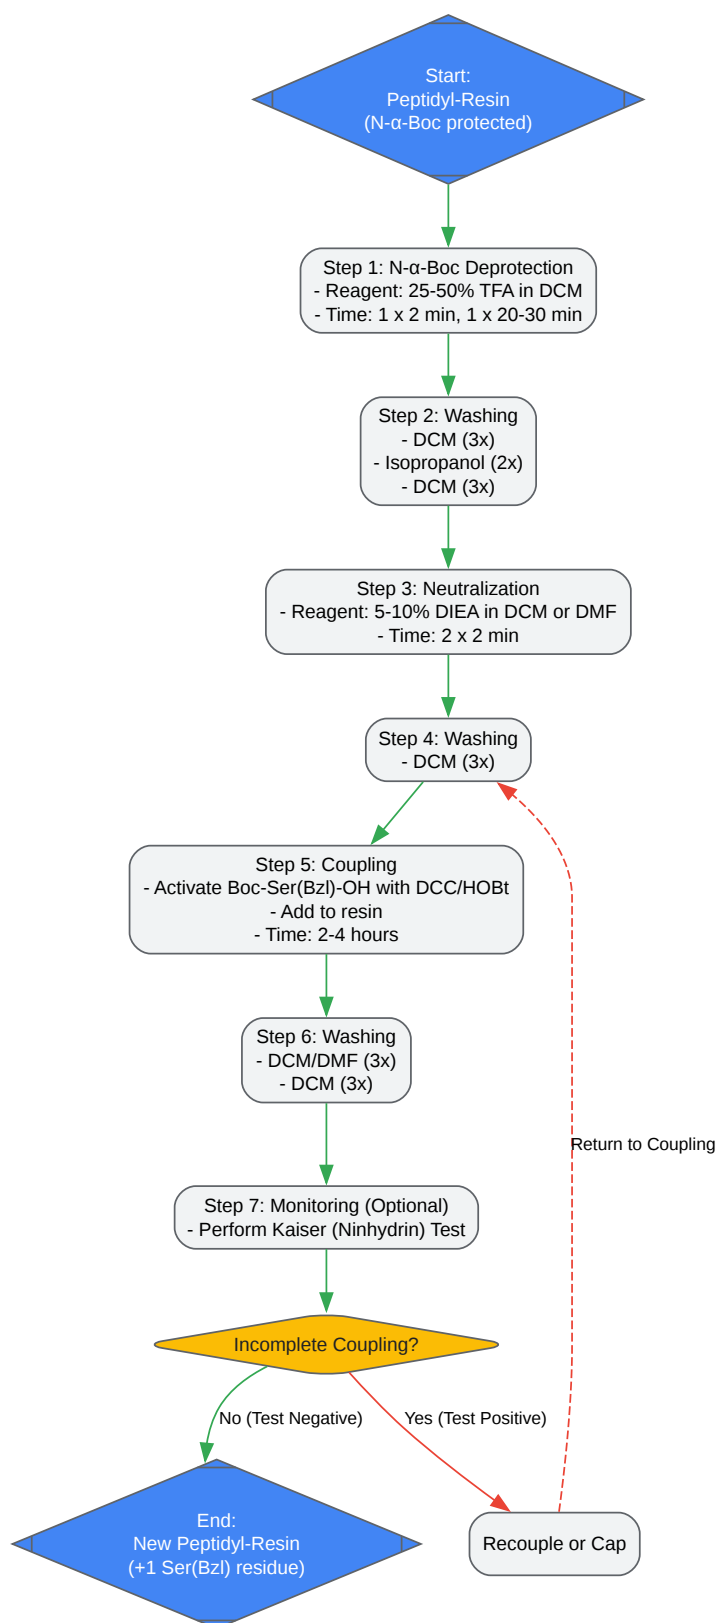 Start:
Peptidyl-Resin
(N-α-Boc protected)
Step 1: N-α-Boc Deprotection
- Reagent: 25-50% TFA in DCM
- Time: 1 x 2 min, 1 x 20-30 min
Step 2: Washing
- DCM (3x)
- Isopropanol (2x)
- DCM (3x)
Step 3: Neutralization
- Reagent: 5-10% DIEA in DCM or DMF
- Time: 2 x 2 min
Step 4: Washing
- DCM (3x)
Step 5: Coupling
- Activate Boc-Ser(Bzl)-OH with DCC/HOBt
- Add to resin
- Time: 2-4 hours
Step 6: Washing
- DCM/DMF (3x)
- DCM (3x)
Return to Coupling
Step 7: Monitoring (Optional)
- Perform Kaiser (Ninhydrin) Test
Incomplete Coupling?
No (Test Negative)
Yes (Test Positive)
End:
New Peptidyl-Resin
(+1 Ser(Bzl) residue)
Recouple or Cap